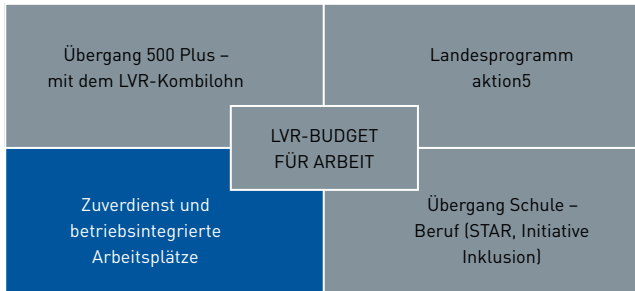 Übergang 500 Plus –
mit dem LVR-Kombilohn
Landesprogramm
aktion5
LVR-BUDGET
FÜR ARBEIT
Zuverdienst und
betriebsintegrierte
Arbeitsplätze
Übergang Schule –
Beruf (STAR, Initiative
Inklusion)